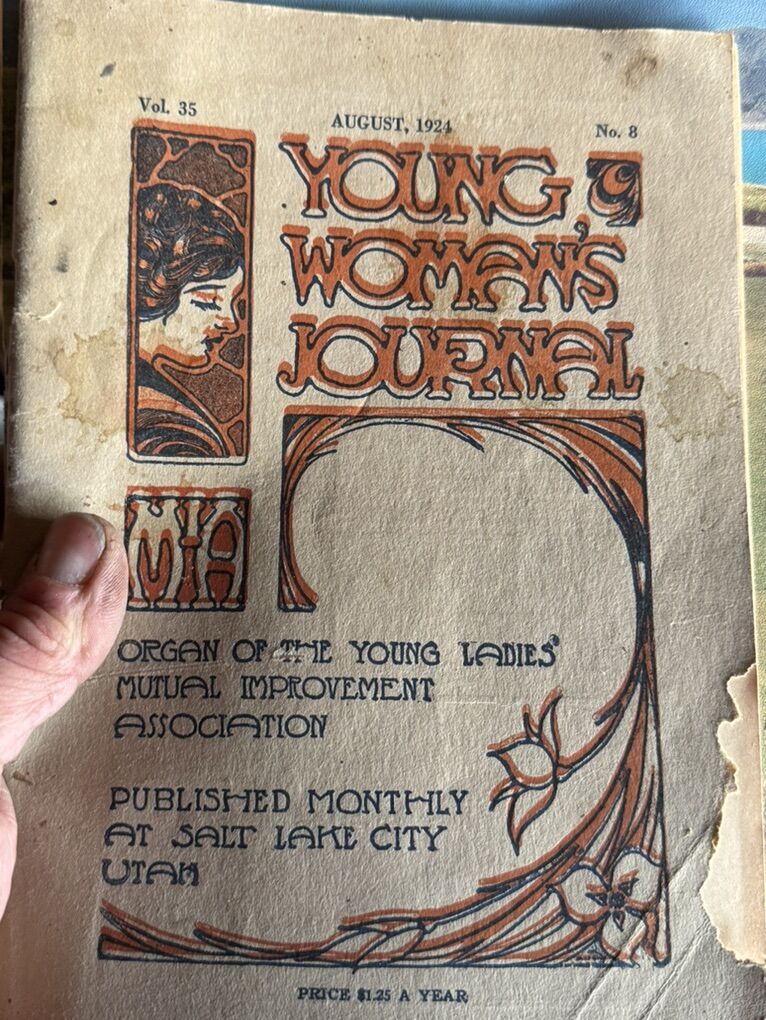 Vol. 35
AUGUST, 1924
No. 8
YOUNG
WOMAN'S
JOURNAL
MIA
ORGAN OF THE YOUNG LADIES'
MUTUAL IMPROVEMENT
ASSOCIATION
PUBLISHED MONTHLY
AT SALT LAKE CITY
UTAH
PRICE $1.25 A YEAR